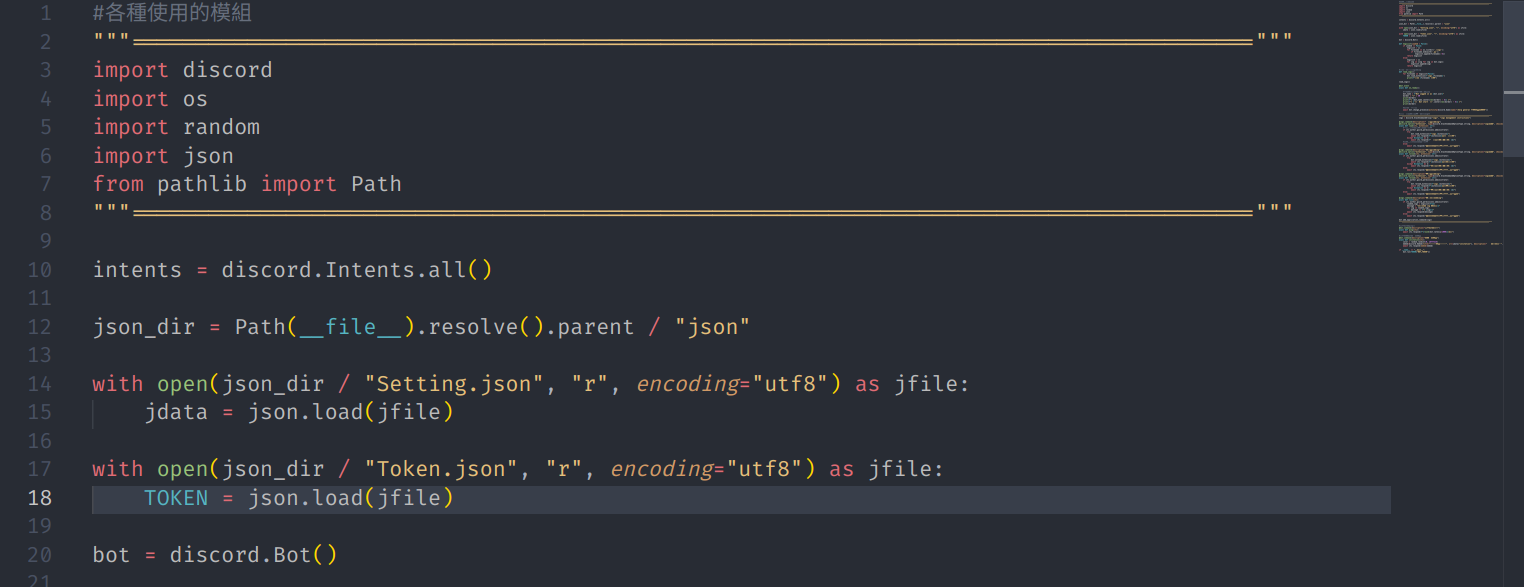 1 #各種使用的模組
2 """======================================================================================="""
3 import discord
4 import os
5 import random
6 import json
7 from pathlib import Path
8 """======================================================================================="""
9
10 intents = discord.Intents.all()
11
12 json_dir = Path(__file__).resolve().parent / "json"
13
14 with open(json_dir / "Setting.json", "r", encoding="utf8") as jfile:
15     jdata = json.load(jfile)
16
17 with open(json_dir / "Token.json", "r", encoding="utf8") as jfile:
18     TOKEN = json.load(jfile)
19
20 bot = discord.Bot()
21